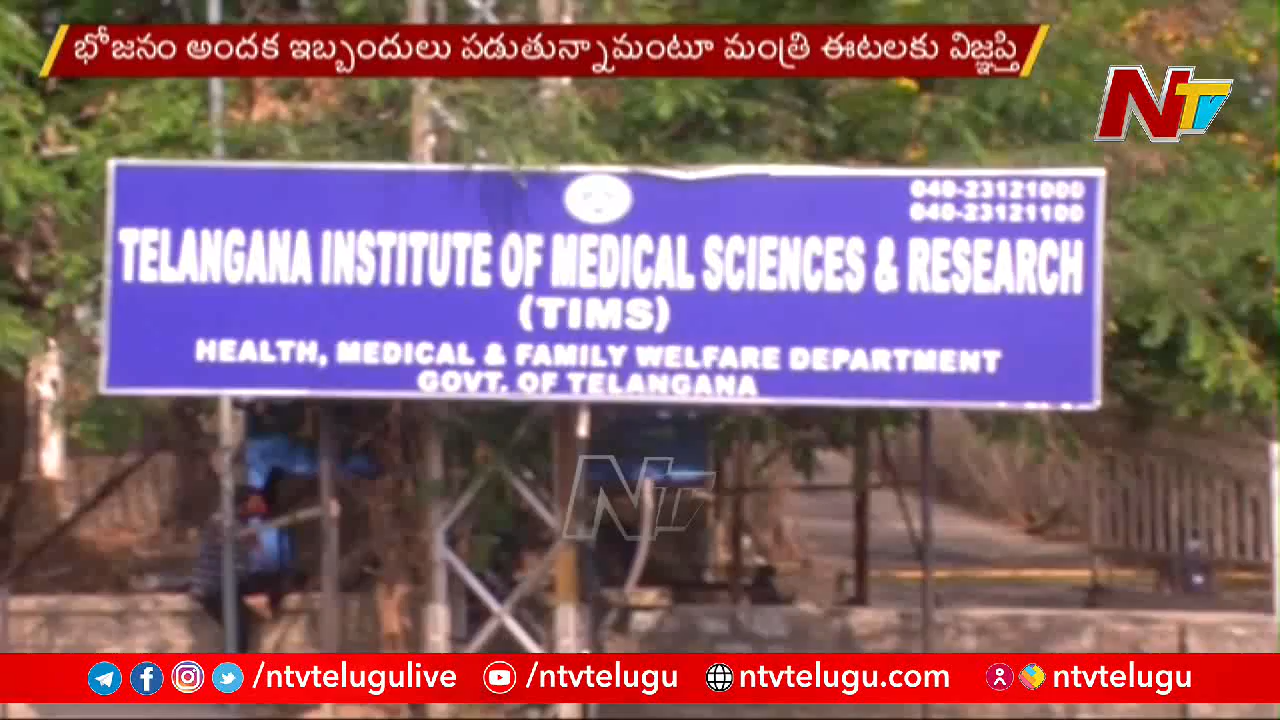 భోజనం అందక ఇబ్బందులు పడుతున్నామంటూ మంత్రి ఈటలకు విజ్ఞప్తి
NTV
040-23121000
040-23121100
TELANGANA INSTITUTE OF MEDICAL SCIENCES & RESEARCH
(TIMS)
HEALTH, MEDICAL & FAMILY WELFARE DEPARTMENT
GOVT. OF TELANGANA
NTV
/ntvtelugulive /ntvtelugu ntvtelugu.com ntvtelugu